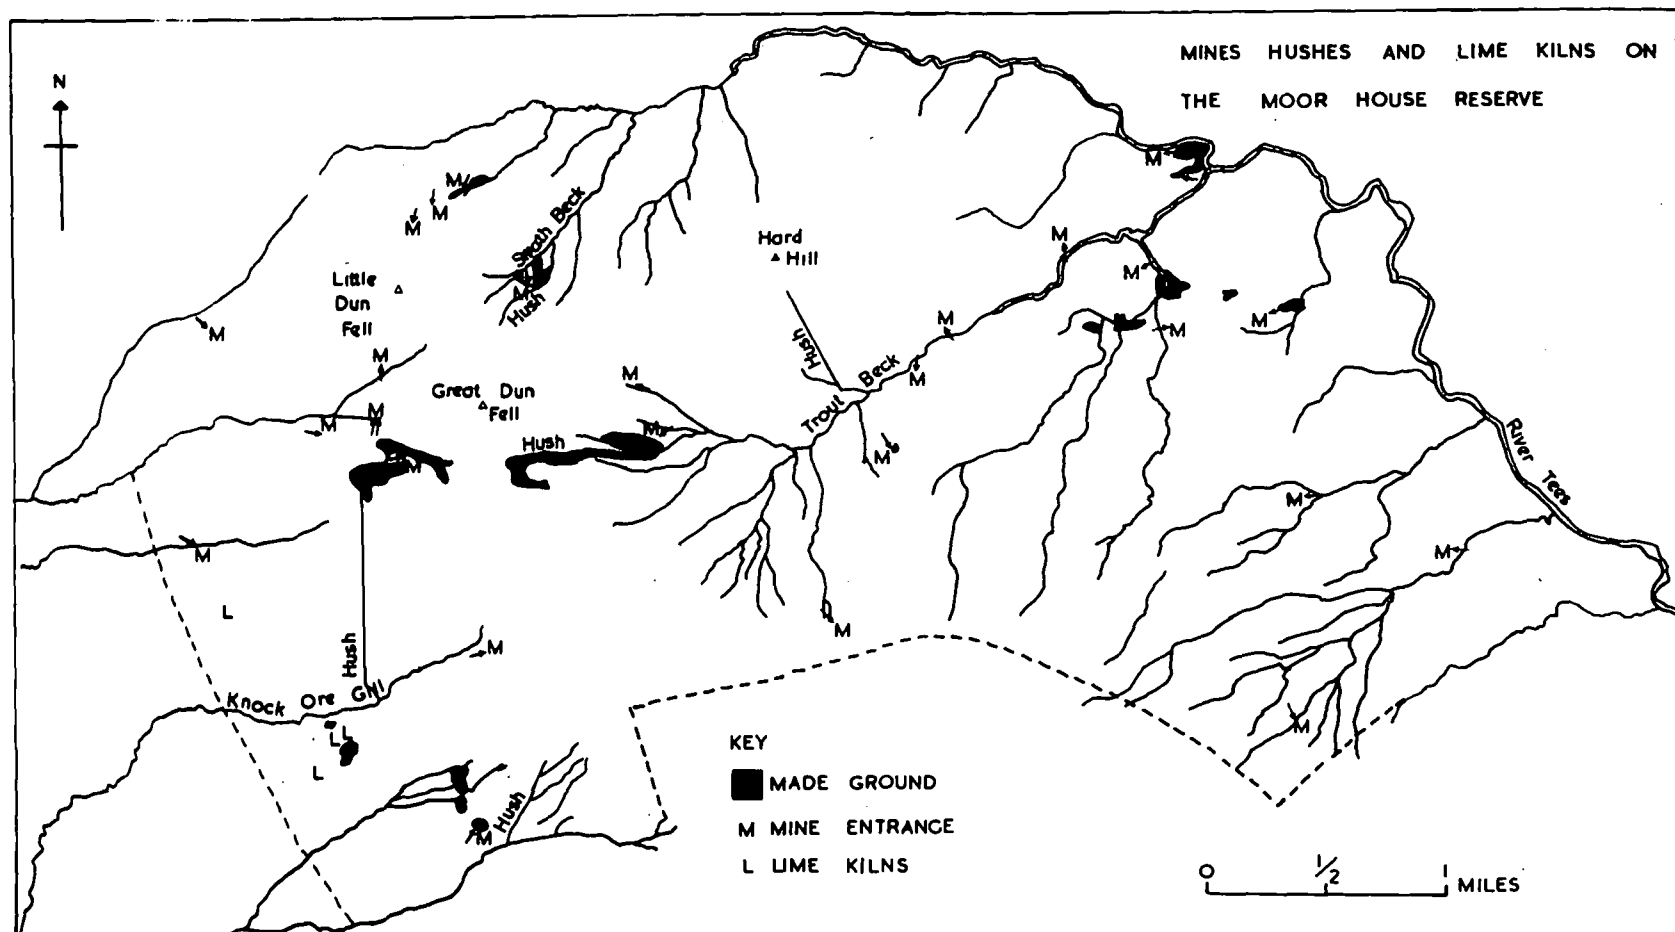 MINES HUSHES AND LIME KILNS ON
THE MOOR HOUSE RESERVE
N
M
M
M
M
Snath Beck
M
Hush
Hard
Hill
Little
Dun
Fell
M
M
M
M
M
M
M
M
M
Hush
Great Dun
Fell
M
M
M
Trout Beck
M
M
Hush
M
M
M
River Tees
M
M
M
L
Hush
M
M
Knock Ore Gill
L L
L
M
Hush
M
KEY
MADE GROUND
M MINE ENTRANCE
L LIME KILNS
0 1/2 1 MILES